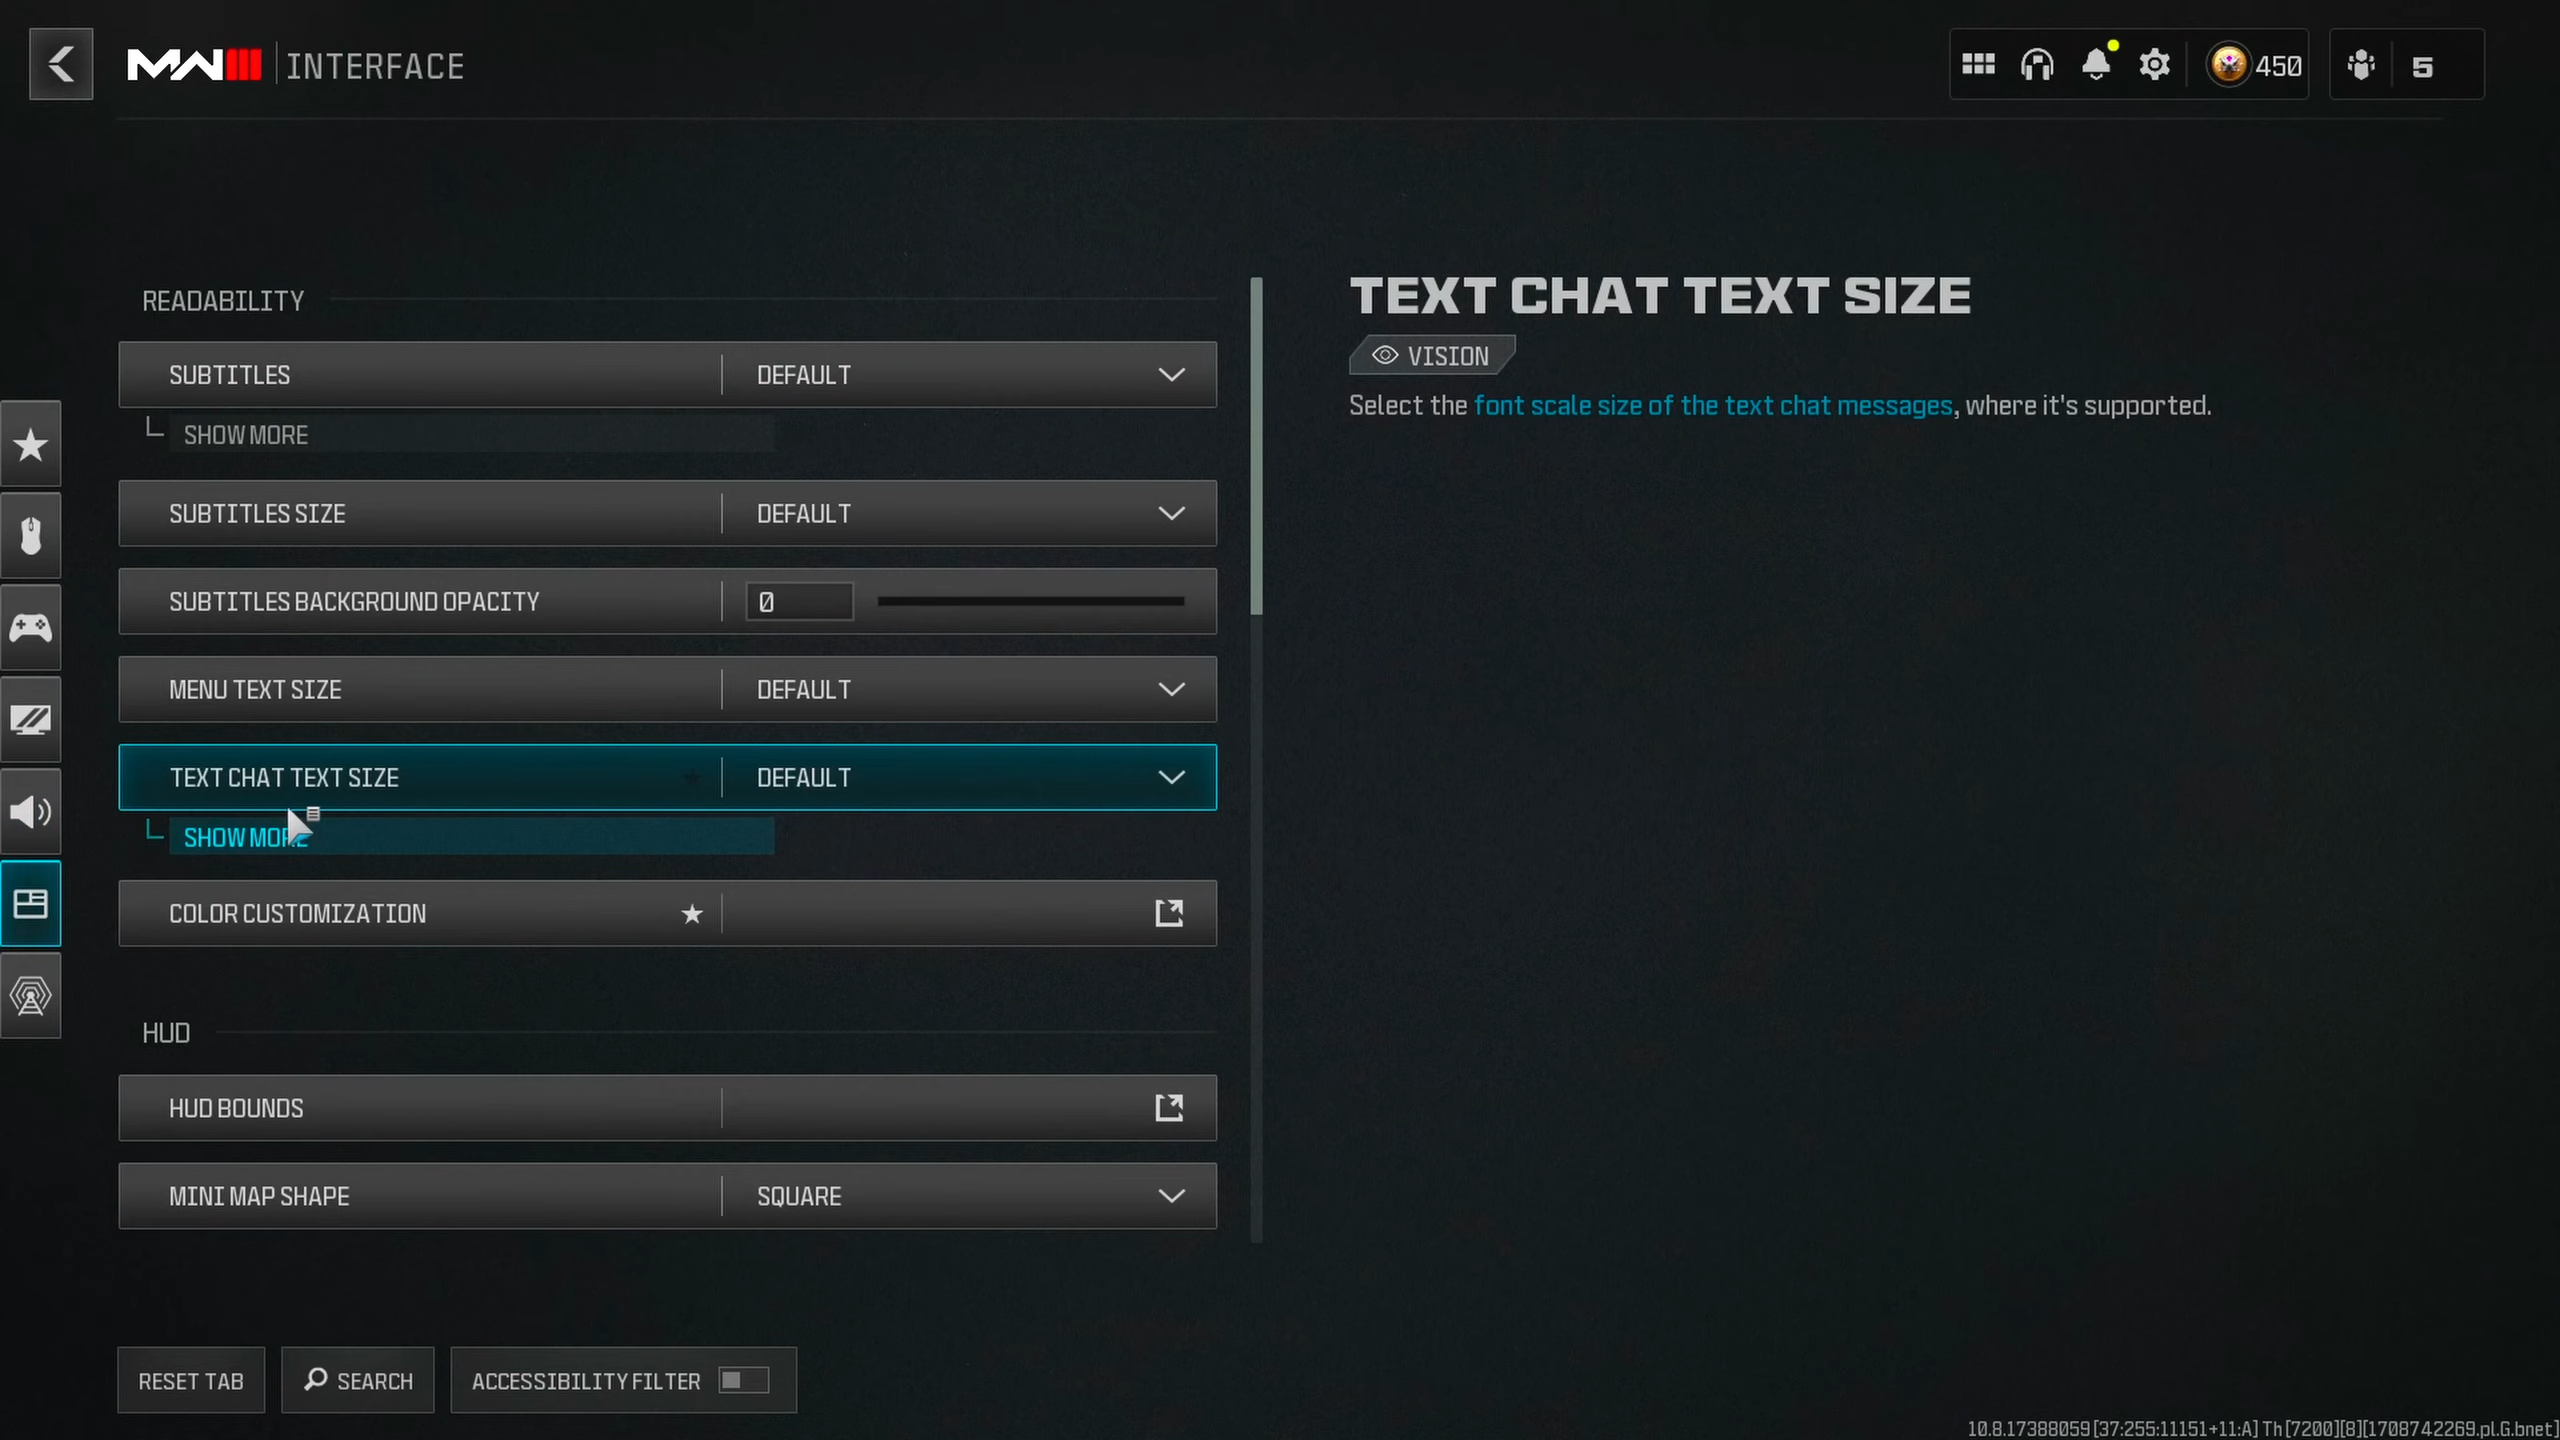 MWIII INTERFACE
450
5
READABILITY
SUBTITLES DEFAULT
SHOW MORE
SUBTITLES SIZE DEFAULT
SUBTITLES BACKGROUND OPACITY 0
MENU TEXT SIZE DEFAULT
TEXT CHAT TEXT SIZE DEFAULT
SHOW MORE
COLOR CUSTOMIZATION
HUD
HUD BOUNDS
MINI MAP SHAPE SQUARE
TEXT CHAT TEXT SIZE
VISION
Select the font scale size of the text chat messages, where it's supported.
RESET TAB
SEARCH
ACCESSIBILITY FILTER
10.8.17388059 [37:255:11151+11:A] Th [7200][8][1708742269.pl.G.bnet]